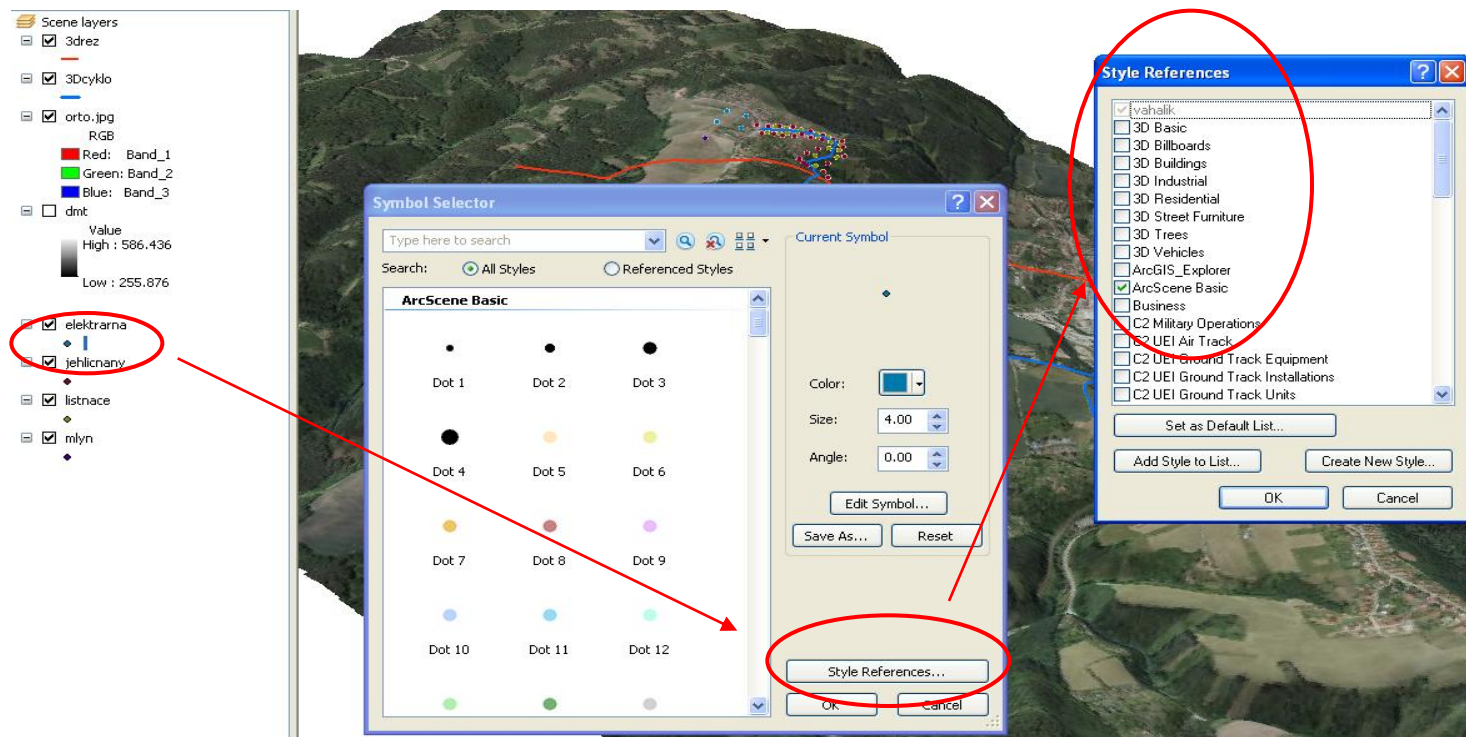 Scene layers
3drez
3Dcyklo
orto.jpg
RGB
Red: Band_1
Green: Band_2
Blue: Band_3
dmt
Value
High : 586.436
Low : 255.876
elektrarna
jehlicnany
listnace
mlyn
Symbol Selector
Type here to search
Search: All Styles Referenced Styles
ArcScene Basic
Dot 1 Dot 2 Dot 3
Dot 4 Dot 5 Dot 6
Dot 7 Dot 8 Dot 9
Dot 10 Dot 11 Dot 12
Current Symbol
Color:
Size: 4.00
Angle: 0.00
Edit Symbol...
Save As... Reset
Style References...
OK Cancel
Style References
vahalik
3D Basic
3D Billboards
3D Buildings
3D Industrial
3D Residential
3D Street Furniture
3D Trees
3D Vehicles
ArcGIS_Explorer
ArcScene Basic
Business
C2 Military Operations
C2 UEI Air Track
C2 UEI Ground Track Equipment
C2 UEI Ground Track Installations
C2 UEI Ground Track Units
Set as Default List...
Add Style to List... Create New Style...
OK Cancel